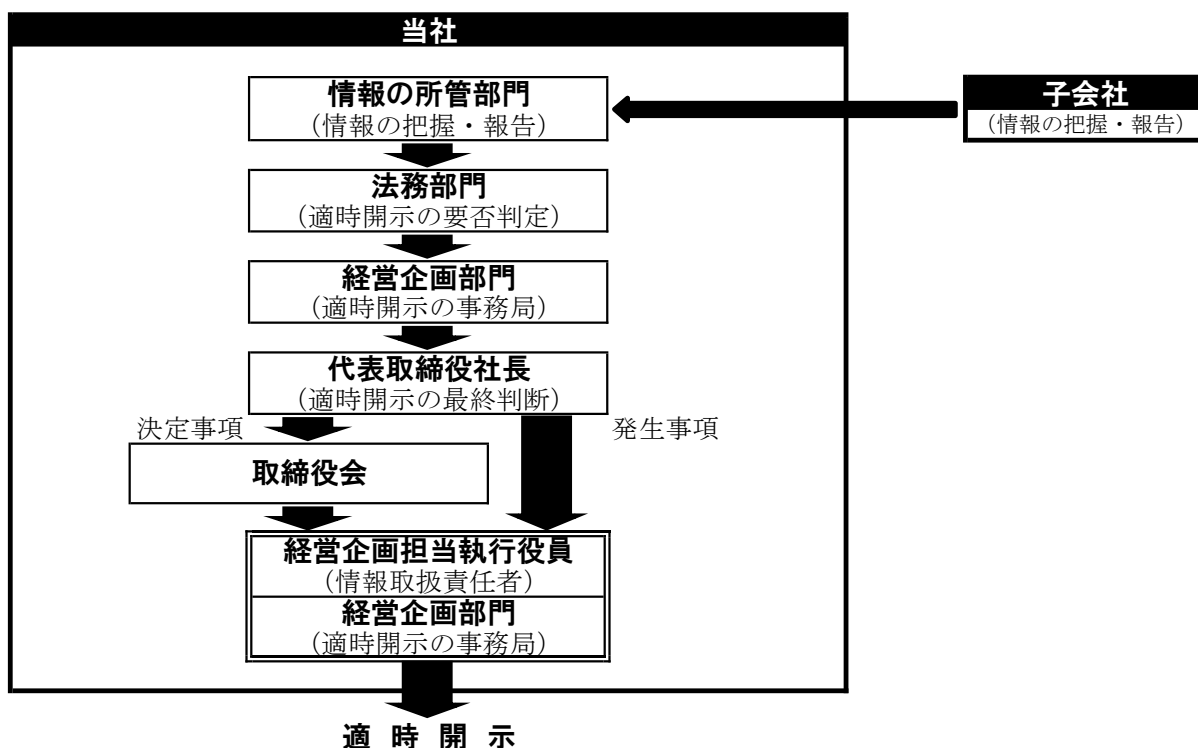 当社
情報の所管部門
（情報の把握・報告）
子会社
（情報の把握・報告）
法務部門
（適時開示の要否判定）
経営企画部門
（適時開示の事務局）
代表取締役社長
（適時開示の最終判断）
決定事項
発生事項
取締役会
経営企画担当執行役員
（情報取扱責任者）
経営企画部門
（適時開示の事務局）
適 時 開 示